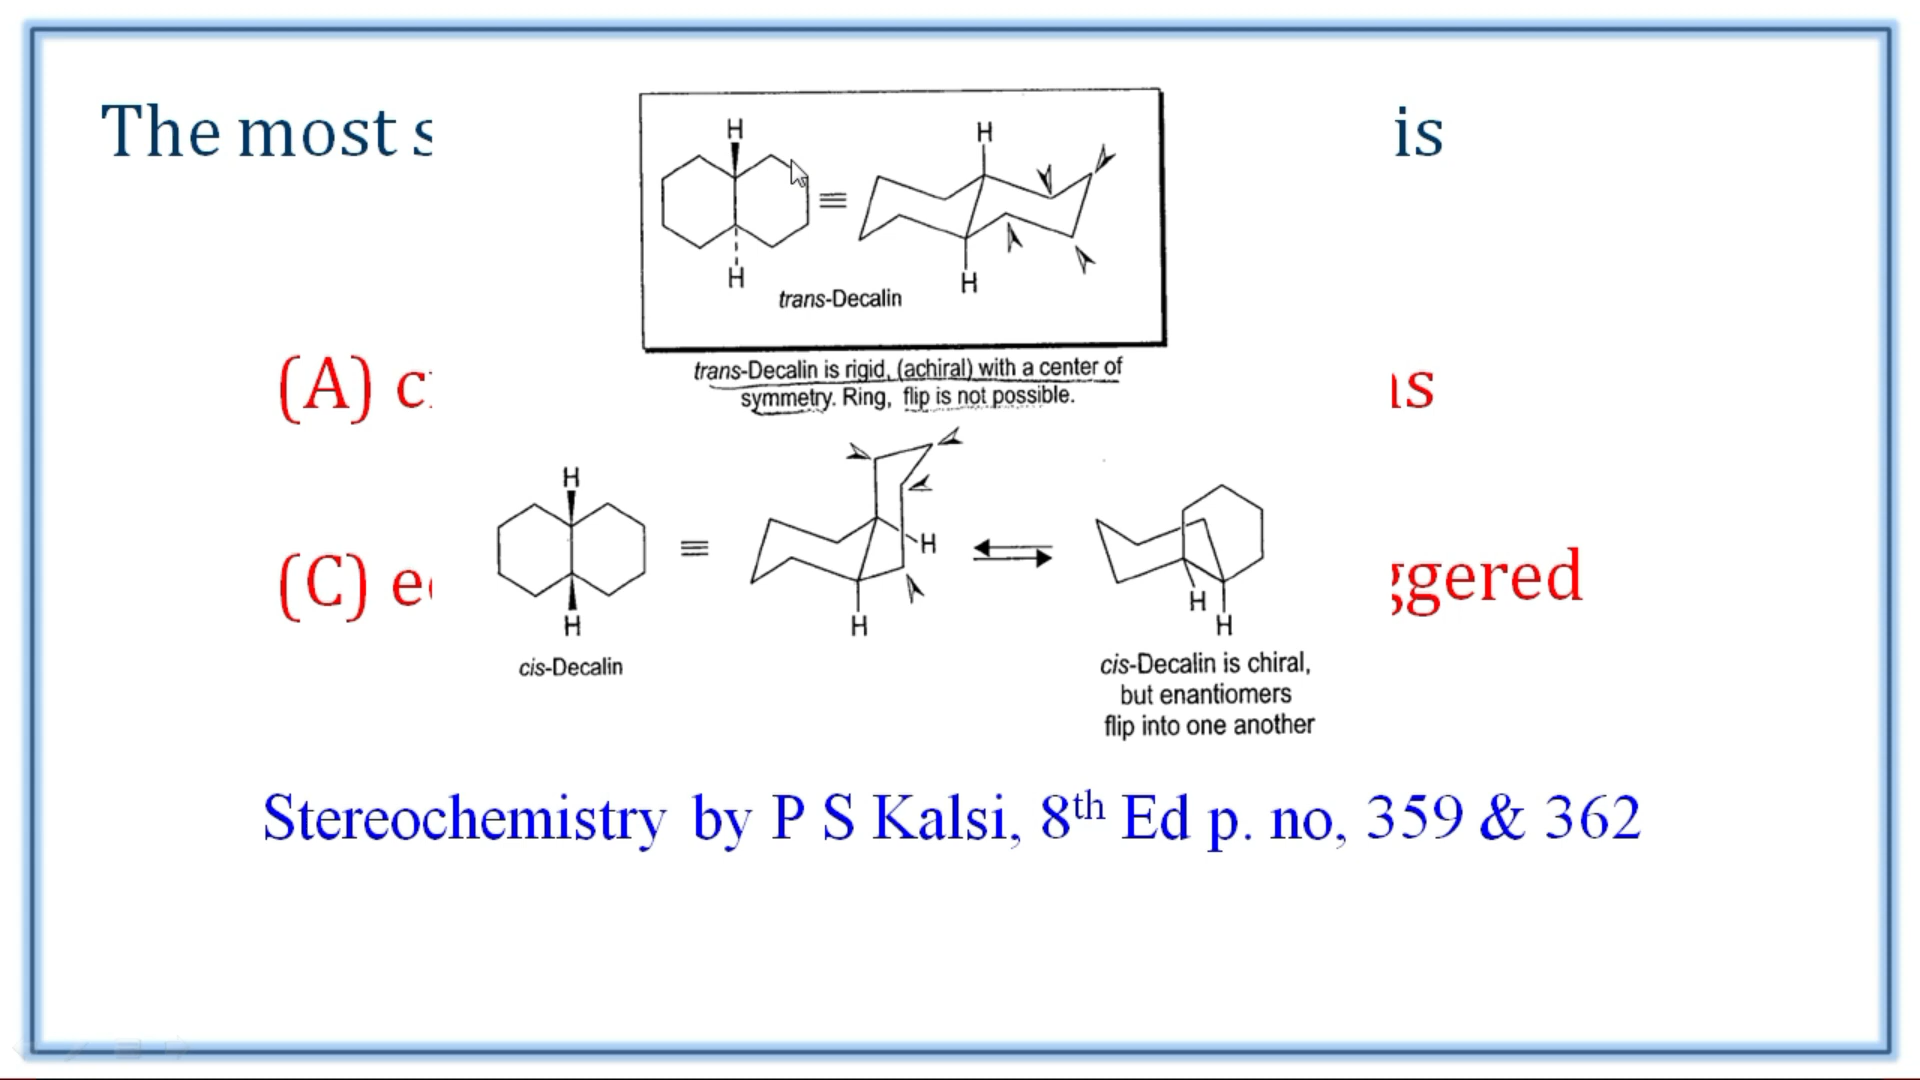 The most s is
H H
H H
trans-Decalin
trans-Decalin is rigid, (achiral) with a center of
symmetry. Ring, flip is not possible.
(A) c s
H
H
(C) e ggered
H
H H
H
cis-Decalin
cis-Decalin is chiral,
but enantiomers
flip into one another
Stereochemistry by P S Kalsi, 8th Ed p. no, 359 & 362